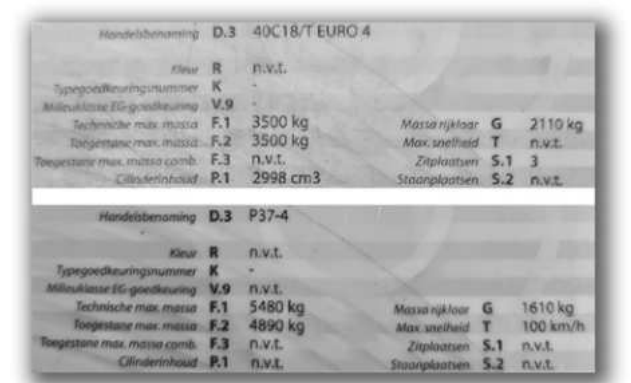 Handelsbenaming D.3 40C18/T EURO 4
Kleur R n.v.t.
Typegoedkeuringsnummer K -
Milieuklasse EG-goedkeuring V.9 -
Technische max. massa F.1 3500 kg Massa rijklaar G 2110 kg
Toegestane max. massa F.2 3500 kg Max. snelheid T n.v.t.
Toegestane max. massa comb. F.3 n.v.t. Zitplaatsen S.1 3
Cilinderinhoud P.1 2998 cm3 Staanplaatsen S.2 n.v.t.
Handelsbenaming D.3 P37-4
Kleur R n.v.t.
Typegoedkeuringsnummer K -
Milieuklasse EG-goedkeuring V.9 n.v.t.
Technische max. massa F.1 5480 kg Massa rijklaar G 1610 kg
Toegestane max. massa F.2 4890 kg Max. snelheid T 100 km/h
Toegestane max. massa comb. F.3 n.v.t. Zitplaatsen S.1 n.v.t.
Cilinderinhoud P.1 n.v.t. Staanplaatsen S.2 n.v.t.